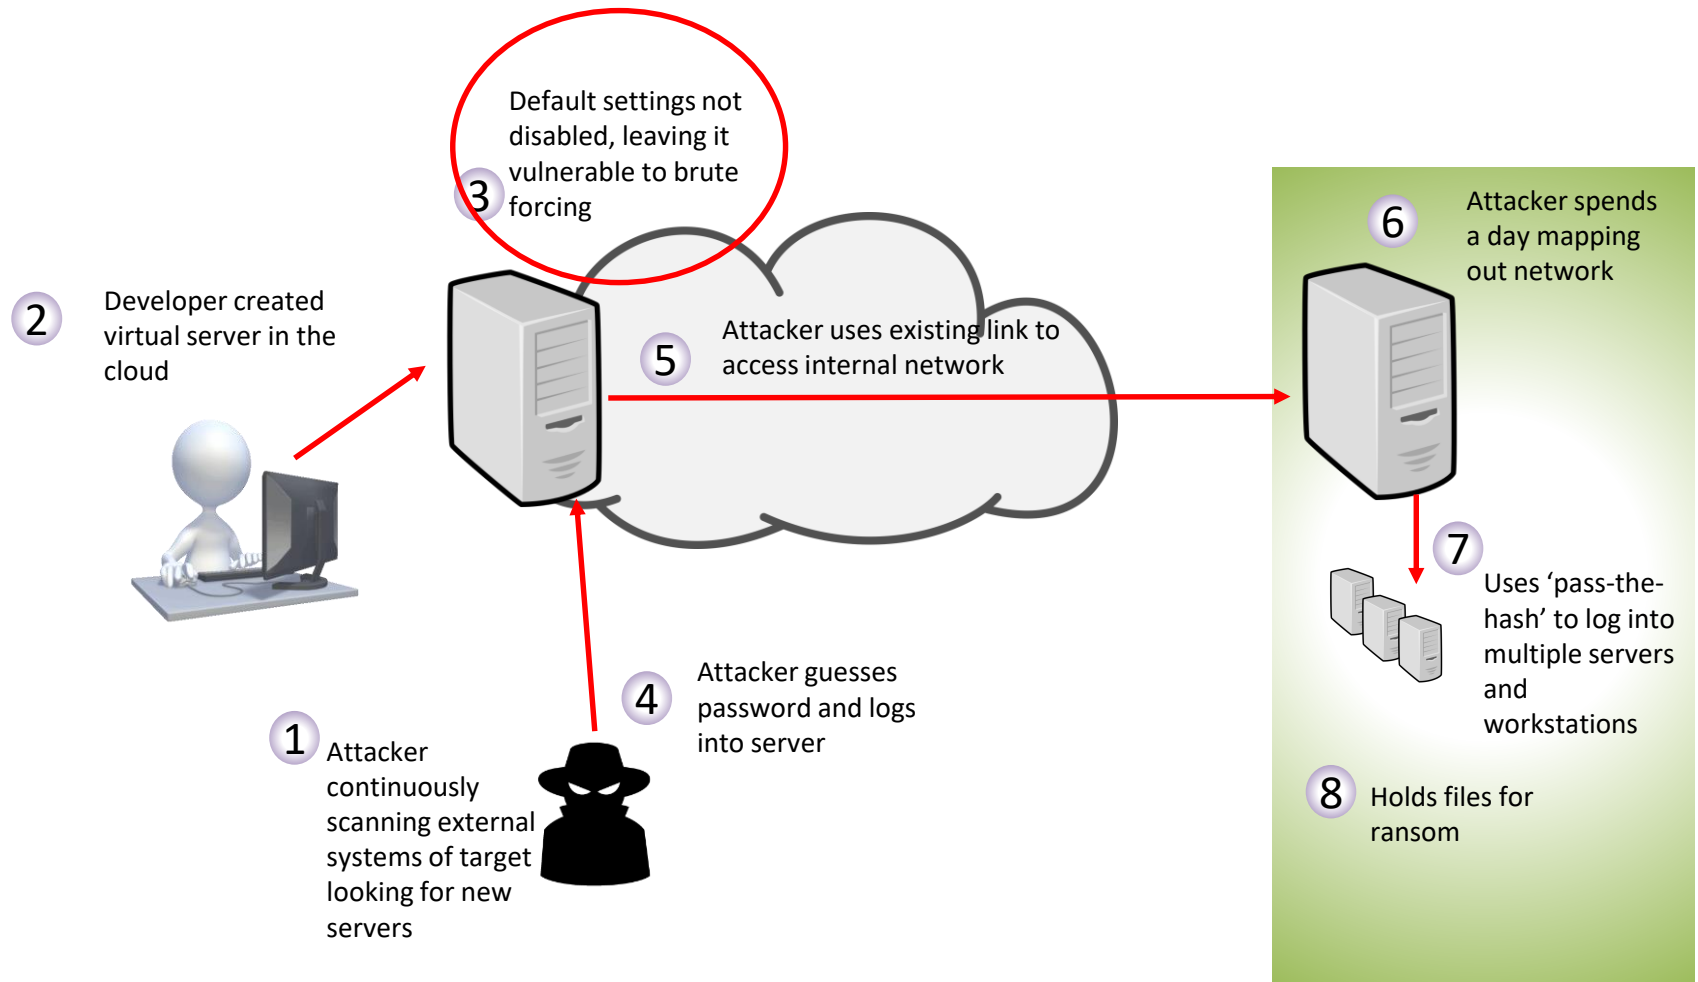 1
Attacker
continuously
scanning external
systems of target
looking for new
servers
2
Developer created
virtual server in the
cloud
3
Default settings not
disabled, leaving it
vulnerable to brute
forcing
4
Attacker guesses
password and logs
into server
5
Attacker uses existing link to
access internal network
6
Attacker spends
a day mapping
out network
7
Uses ‘pass-the-
hash’ to log into
multiple servers
and
workstations
8
Holds files for
ransom